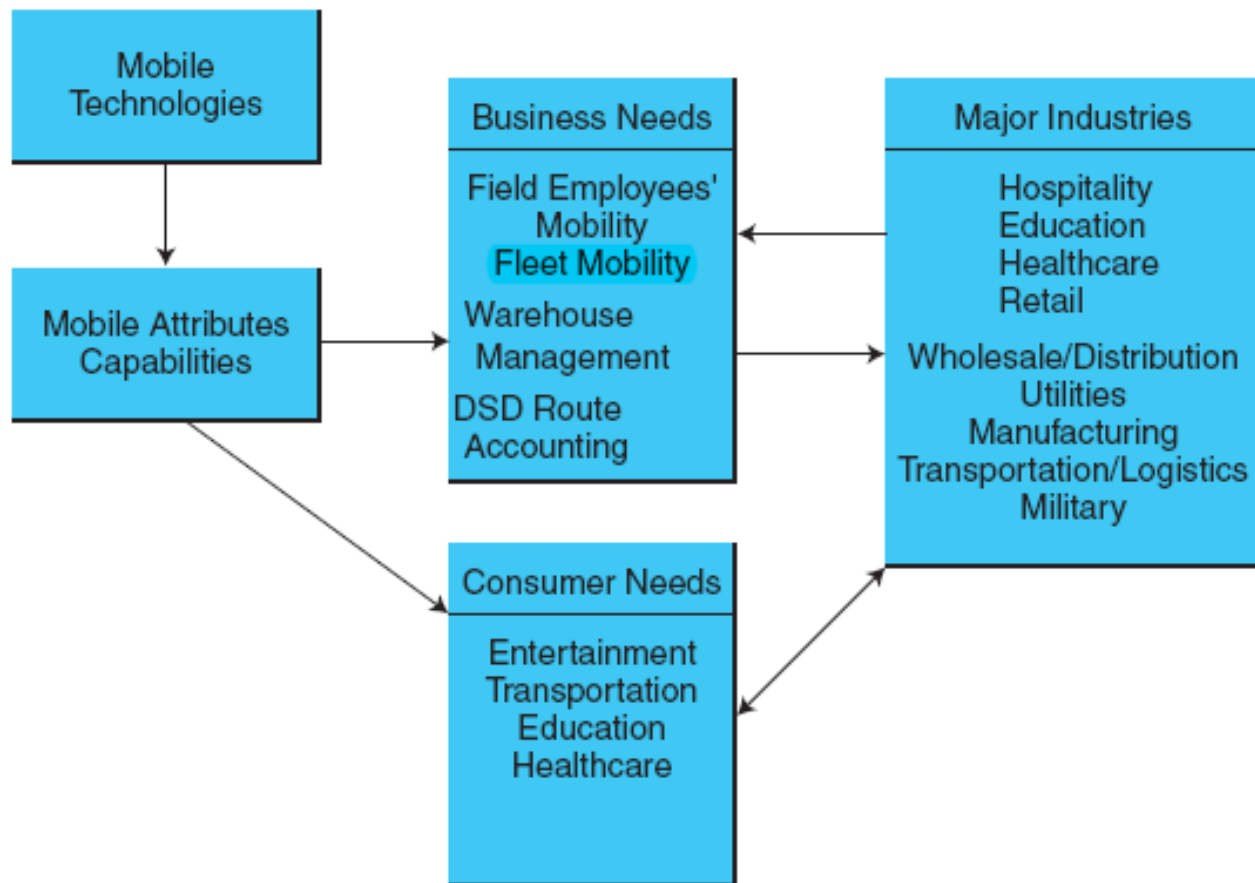 Mobile
Technologies
Mobile Attributes
Capabilities
Business Needs
Field Employees'
Mobility
Fleet Mobility
Warehouse
Management
DSD Route
Accounting
Consumer Needs
Entertainment
Transportation
Education
Healthcare
Major Industries
Hospitality
Education
Healthcare
Retail
Wholesale/Distribution
Utilities
Manufacturing
Transportation/Logistics
Military